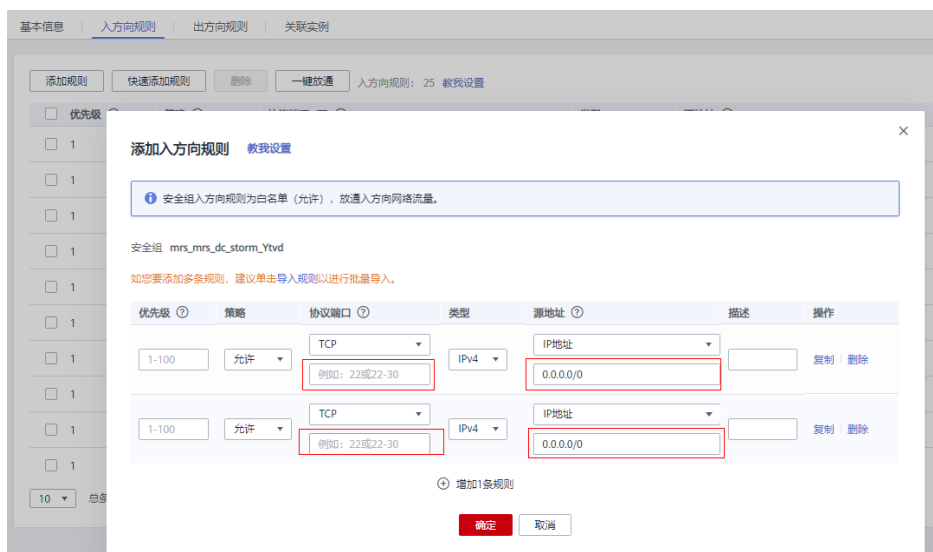 基本信息 入方向规则 出方向规则 关联实例
添加规则 快速添加规则 删除 一键放通 入方向规则: 25 教我设置
优先级
1
添加入方向规则 教我设置
1
安全组入方向规则为白名单（允许），放通入方向网络流量。
1
1
安全组 mrs_mrs_dc_storm_Ytvd
1
如您要添加多条规则，建议单击导入规则以进行批量导入。
1
优先级 策略 协议端口 类型 源地址 描述 操作
TCP IP地址
1
1-100 允许 IPv4 复制 删除
例如：22或22-30 0.0.0.0/0
1
TCP IP地址
1
1-100 允许 IPv4 复制 删除
例如：22或22-30 0.0.0.0/0
1
增加1条规则
10 总条
确定 取消